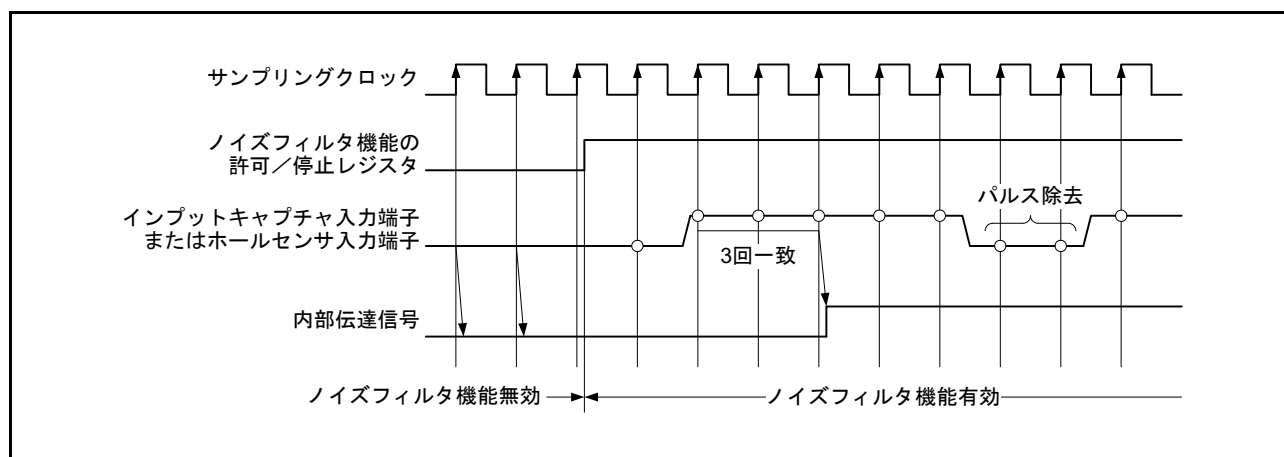 サンプリングクロック
ノイズフィルタ機能の
許可/停止レジスタ
インプットキャプチャ入力端子
またはホールセンサ入力端子
パルス除去
3回一致
内部伝達信号
ノイズフィルタ機能無効
ノイズフィルタ機能有効